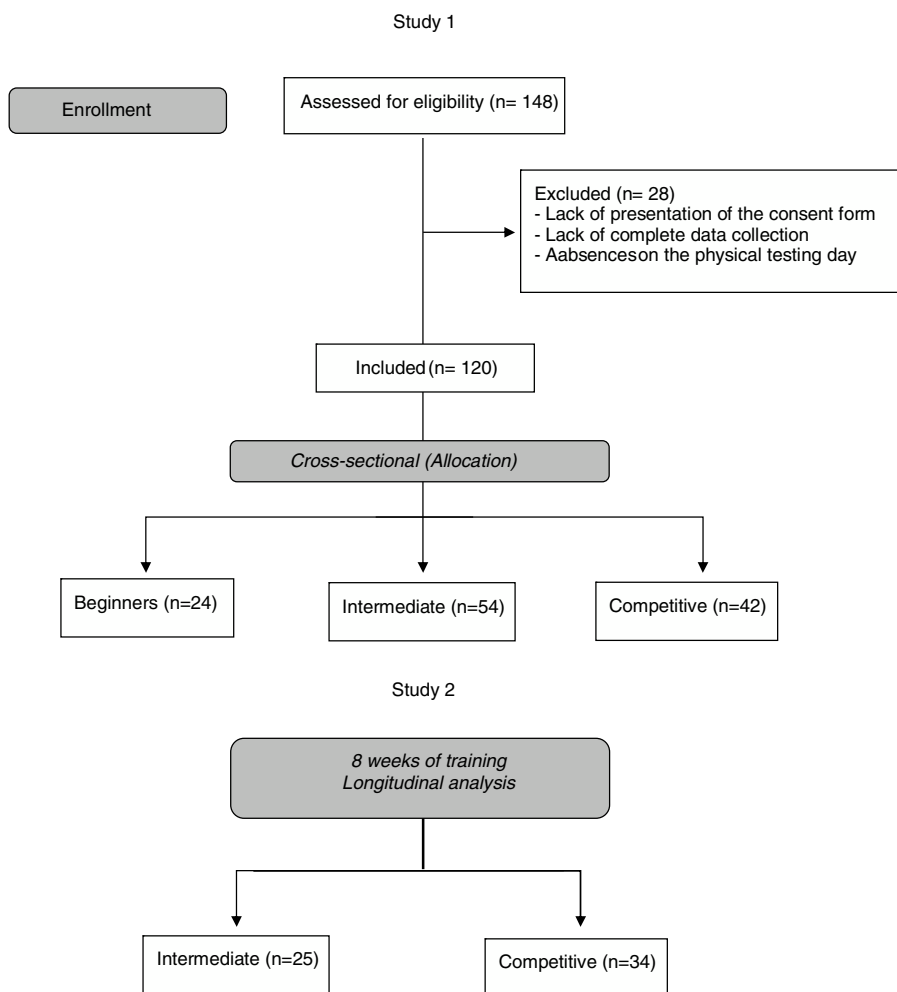 Study 1
Enrollment
Assessed for eligibility (n= 148)
Excluded (n= 28)
- Lack of presentation of the consent form
- Lack of complete data collection
- Aabsenceson the physical testing day
Included (n= 120)
Cross-sectional (Allocation)
Beginners (n=24)
Intermediate (n=54)
Competitive (n=42)
Study 2
8 weeks of training
Longitudinal analysis
Intermediate (n=25)
Competitive (n=34)